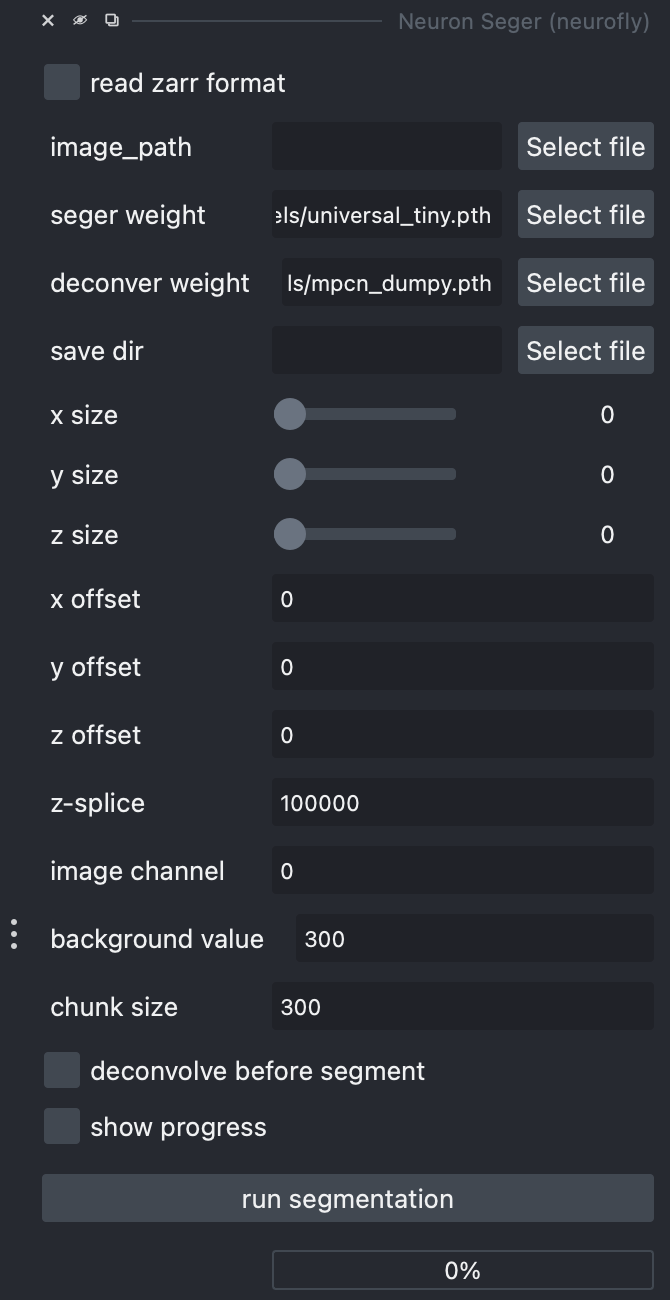 Neuron Seger (neurofly)
read zarr format
image_path Select file
seger weight els/universal_tiny.pth Select file
deconver weight ls/mpcn_dumpy.pth Select file
save dir Select file
x size 0
y size 0
z size 0
x offset 0
y offset 0
z offset 0
z-splice 100000
image channel 0
background value 300
chunk size 300
deconvolve before segment
show progress
run segmentation
0%